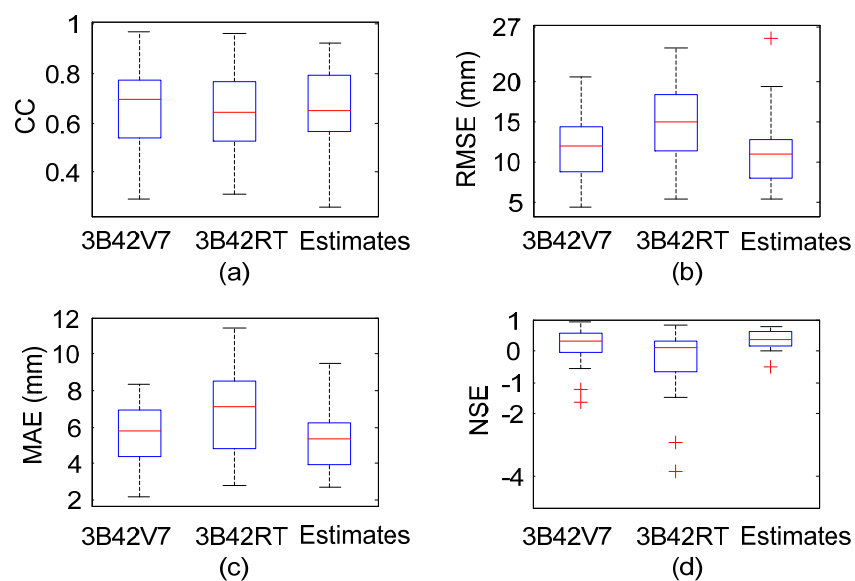 1
0.8
0.6
0.4
CC
3B42V7 3B42RT Estimates
(a)
27
20
15
10
5
RMSE (mm)
3B42V7 3B42RT Estimates
(b)
12
10
8
6
4
2
MAE (mm)
3B42V7 3B42RT Estimates
(c)
1
0
-1
-2
-4
NSE
3B42V7 3B42RT Estimates
(d)